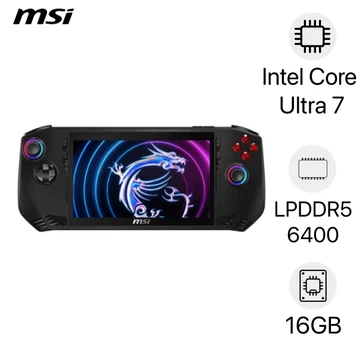 msi
Intel Core
Ultra 7
msi
LPDDR5
6400
16GB